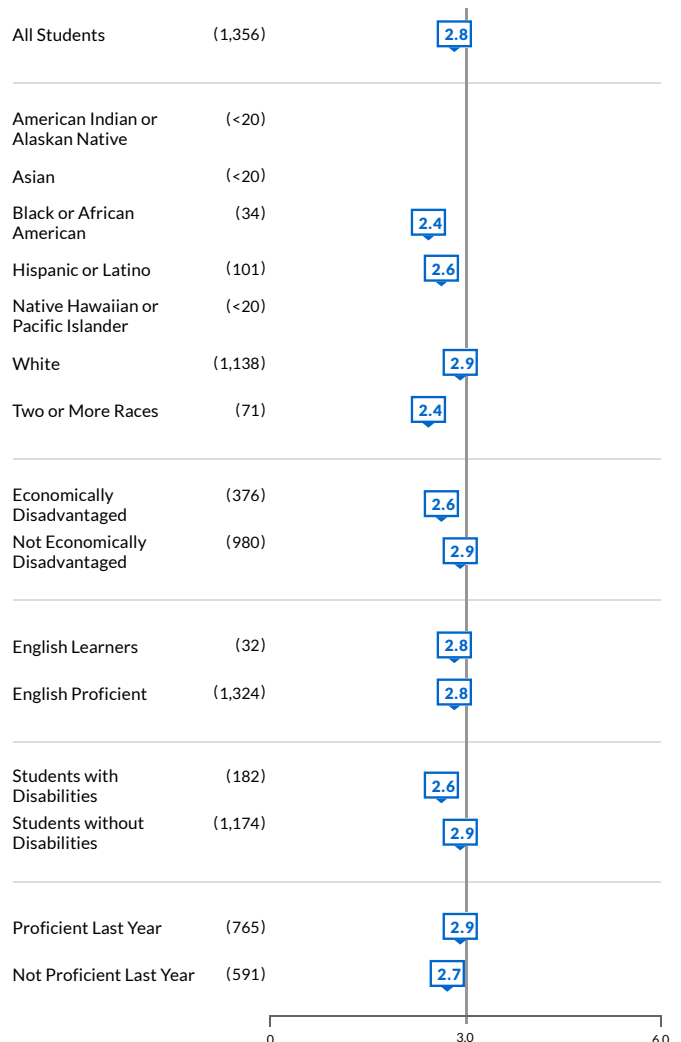 All Students (1,356) 2.8
American Indian or (<20)
Alaskan Native
Asian (<20)
Black or African (34) 2.4
American
Hispanic or Latino (101) 2.6
Native Hawaiian or (<20)
Pacific Islander
White (1,138) 2.9
Two or More Races (71) 2.4
Economically (376) 2.6
Disadvantaged
Not Economically (980) 2.9
Disadvantaged
English Learners (32) 2.8
English Proficient (1,324) 2.8
Students with (182) 2.6
Disabilities
Students without (1,174) 2.9
Disabilities
Proficient Last Year (765) 2.9
Not Proficient Last Year (591) 2.7
0 3.0 6.0